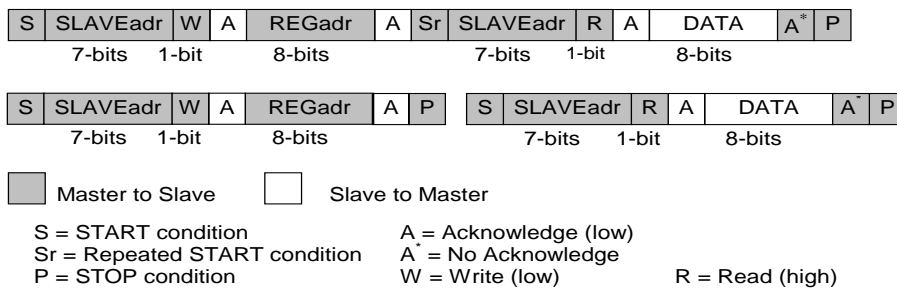 S SLAVEadr W A REGadr A Sr SLAVEadr R A DATA A* P
7-bits 1-bit 8-bits 7-bits 1-bit 8-bits
S SLAVEadr W A REGadr A P S SLAVEadr R A DATA A* P
7-bits 1-bit 8-bits 7-bits 1-bit 8-bits
Master to Slave Slave to Master
S = START condition A = Acknowledge (low)
Sr = Repeated START condition A* = No Acknowledge
P = STOP condition W = Write (low) R = Read (high)